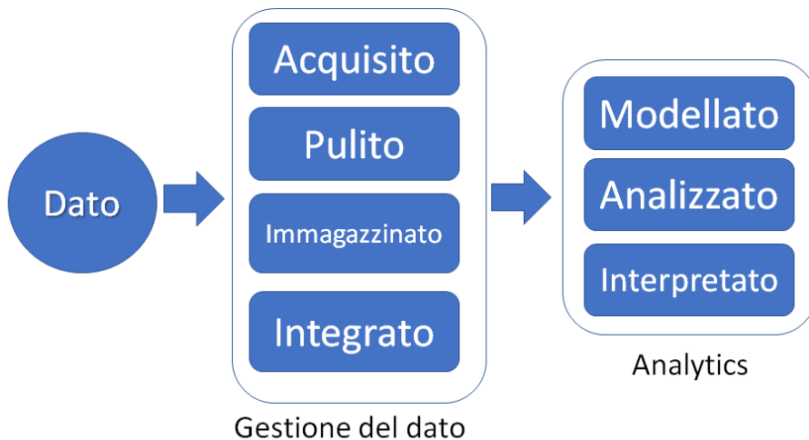 Dato
Acquisito
Pulito
Immagazzinato
Integrato
Gestione del dato
Modellato
Analizzato
Interpretato
Analytics